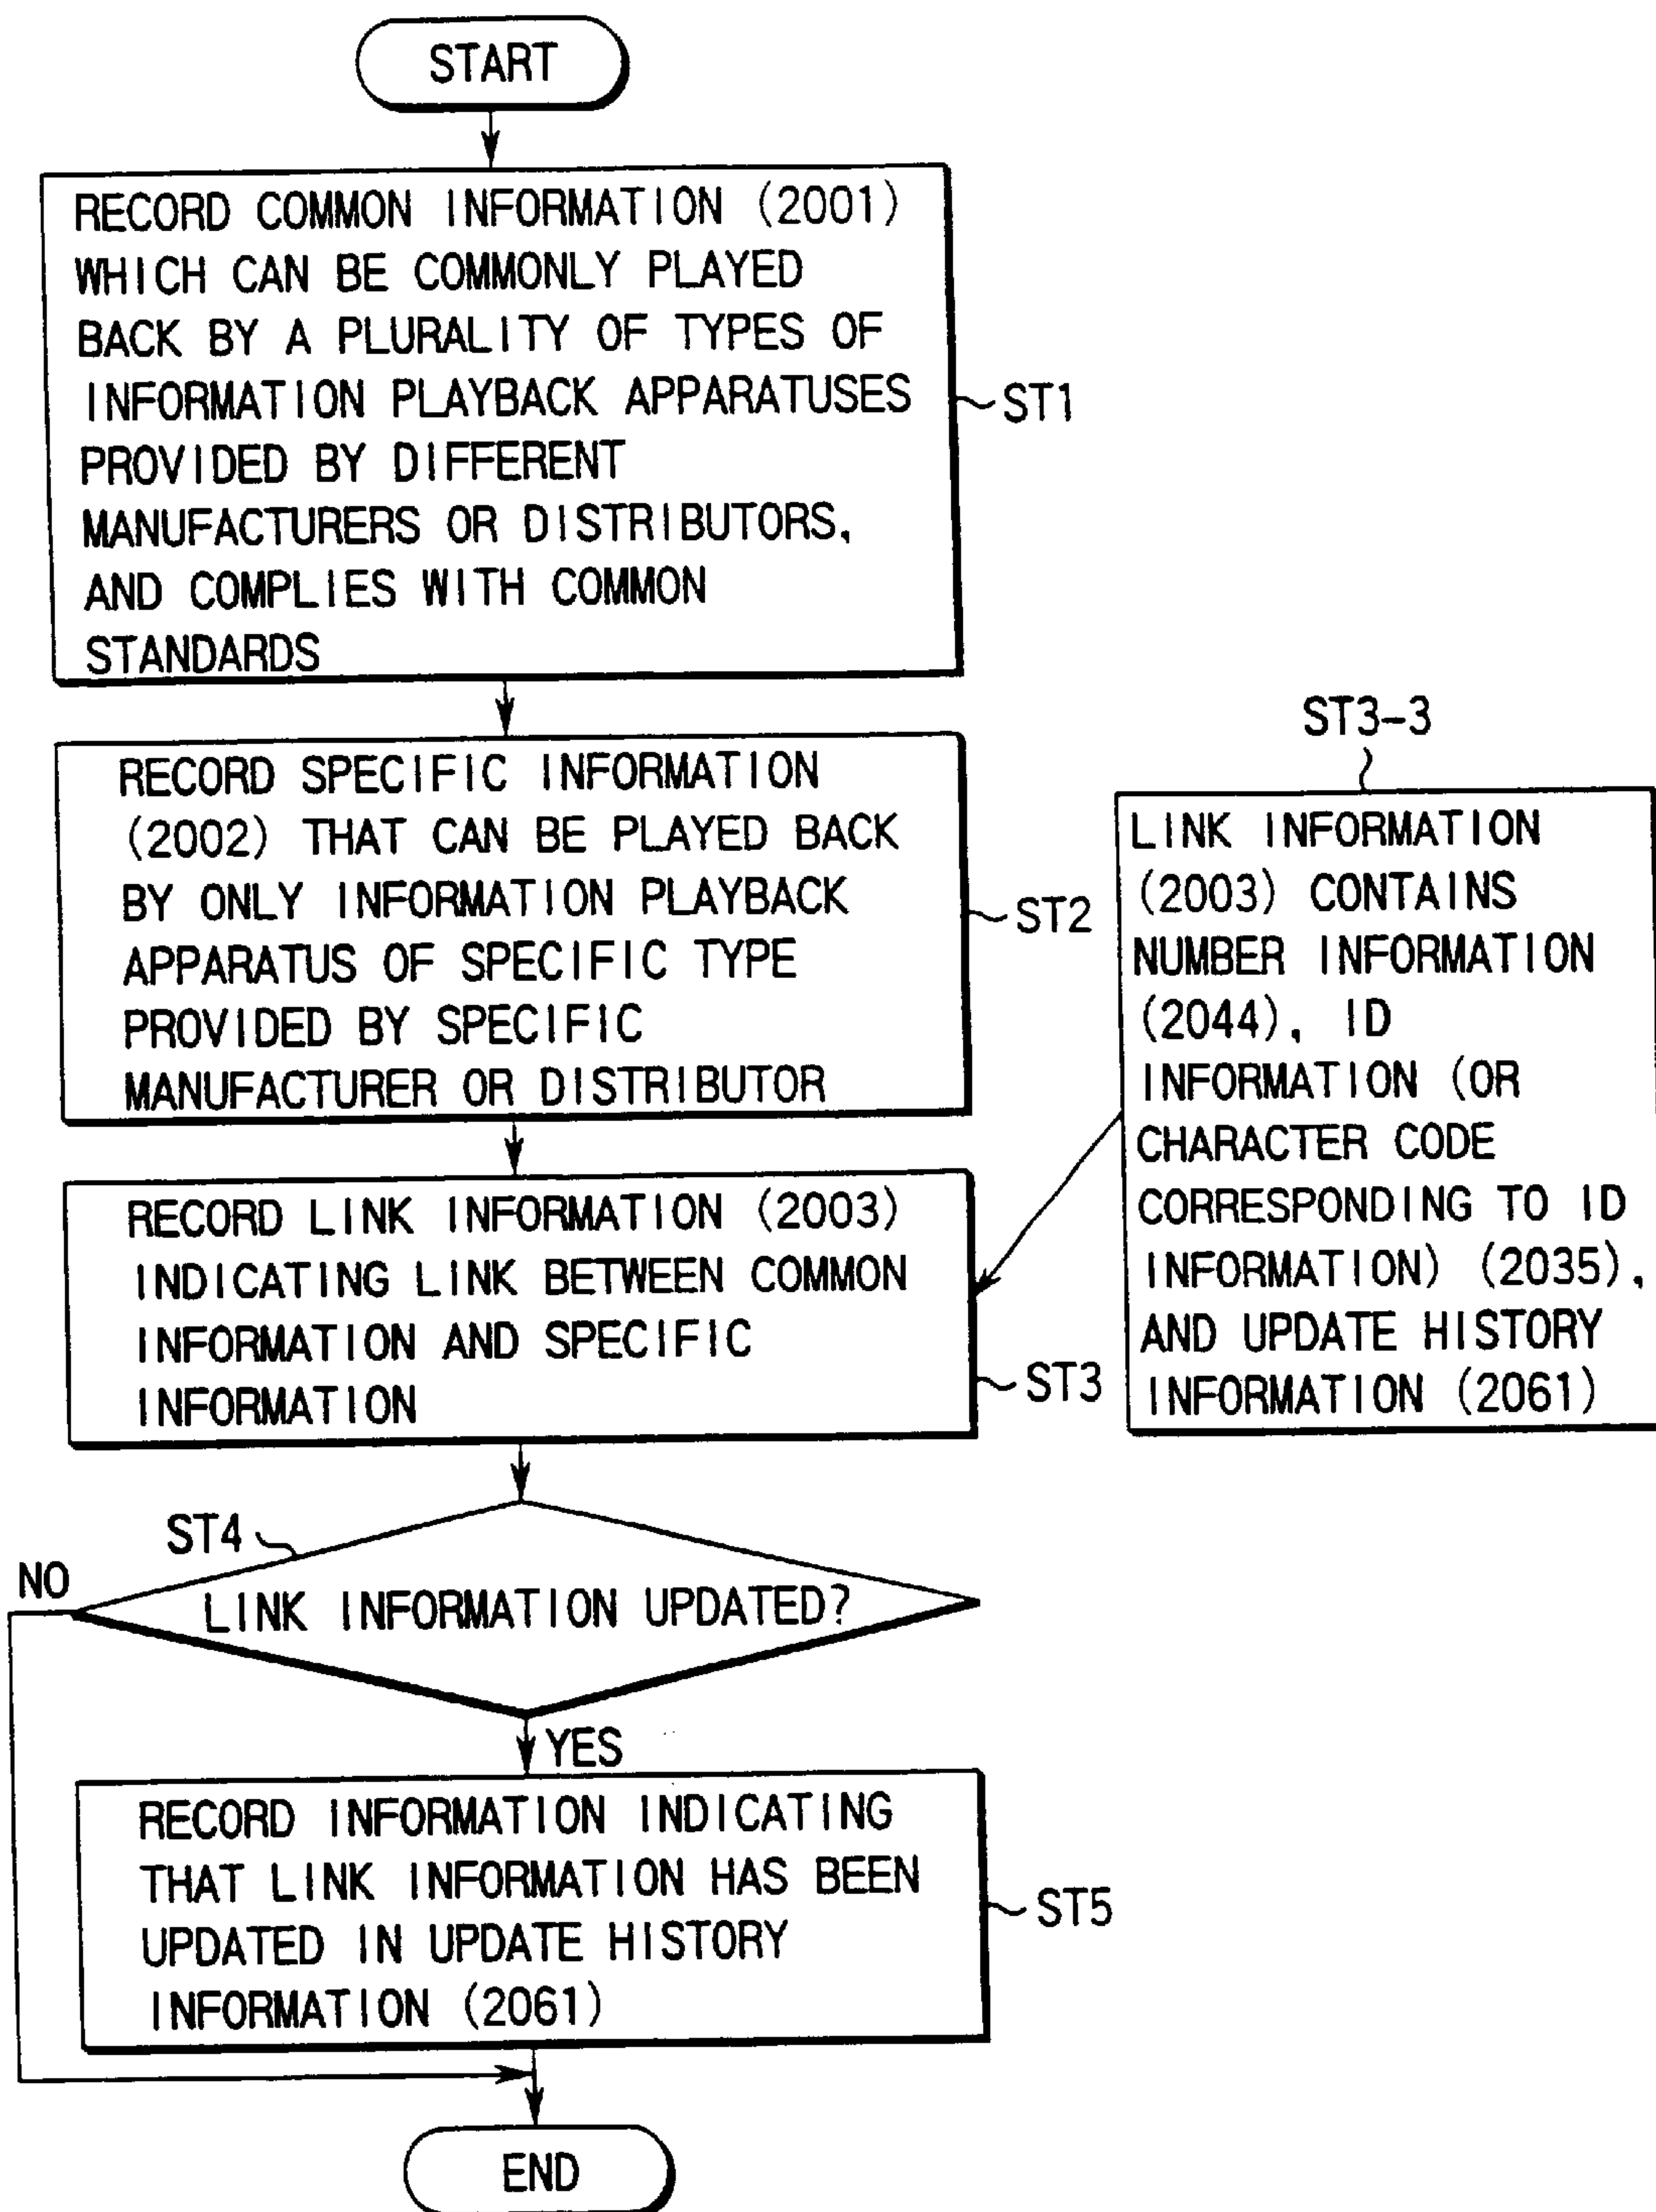 START
RECORD COMMON INFORMATION (2001)
WHICH CAN BE COMMONLY PLAYED
BACK BY A PLURALITY OF TYPES OF
INFORMATION PLAYBACK APPARATUSES
PROVIDED BY DIFFERENT
MANUFACTURERS OR DISTRIBUTORS,
AND COMPLIES WITH COMMON
STANDARDS
ST1
RECORD SPECIFIC INFORMATION
(2002) THAT CAN BE PLAYED BACK
BY ONLY INFORMATION PLAYBACK
APPARATUS OF SPECIFIC TYPE
PROVIDED BY SPECIFIC
MANUFACTURER OR DISTRIBUTOR
ST2
ST3-3
LINK INFORMATION
(2003) CONTAINS
NUMBER INFORMATION
(2044), ID
INFORMATION (OR
CHARACTER CODE
CORRESPONDING TO ID
INFORMATION) (2035),
AND UPDATE HISTORY
INFORMATION (2061)
RECORD LINK INFORMATION (2003)
INDICATING LINK BETWEEN COMMON
INFORMATION AND SPECIFIC
INFORMATION
ST3
ST4
NO
LINK INFORMATION UPDATED?
YES
RECORD INFORMATION INDICATING
THAT LINK INFORMATION HAS BEEN
UPDATED IN UPDATE HISTORY
INFORMATION (2061)
ST5
END